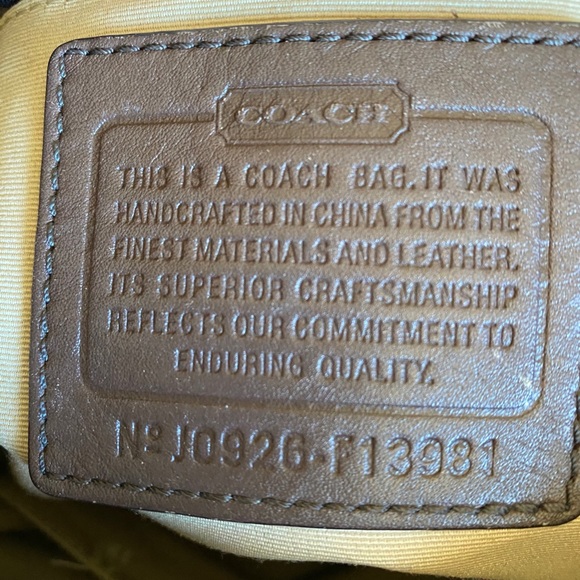 COACH
THIS IS A COACH BAG. IT WAS
HANDCRAFTED IN CHINA FROM THE
FINEST MATERIALS AND LEATHER.
ITS SUPERIOR CRAFTSMANSHIP
REFLECTS OUR COMMITMENT TO
ENDURING QUALITY.
Nº J0926-F13981